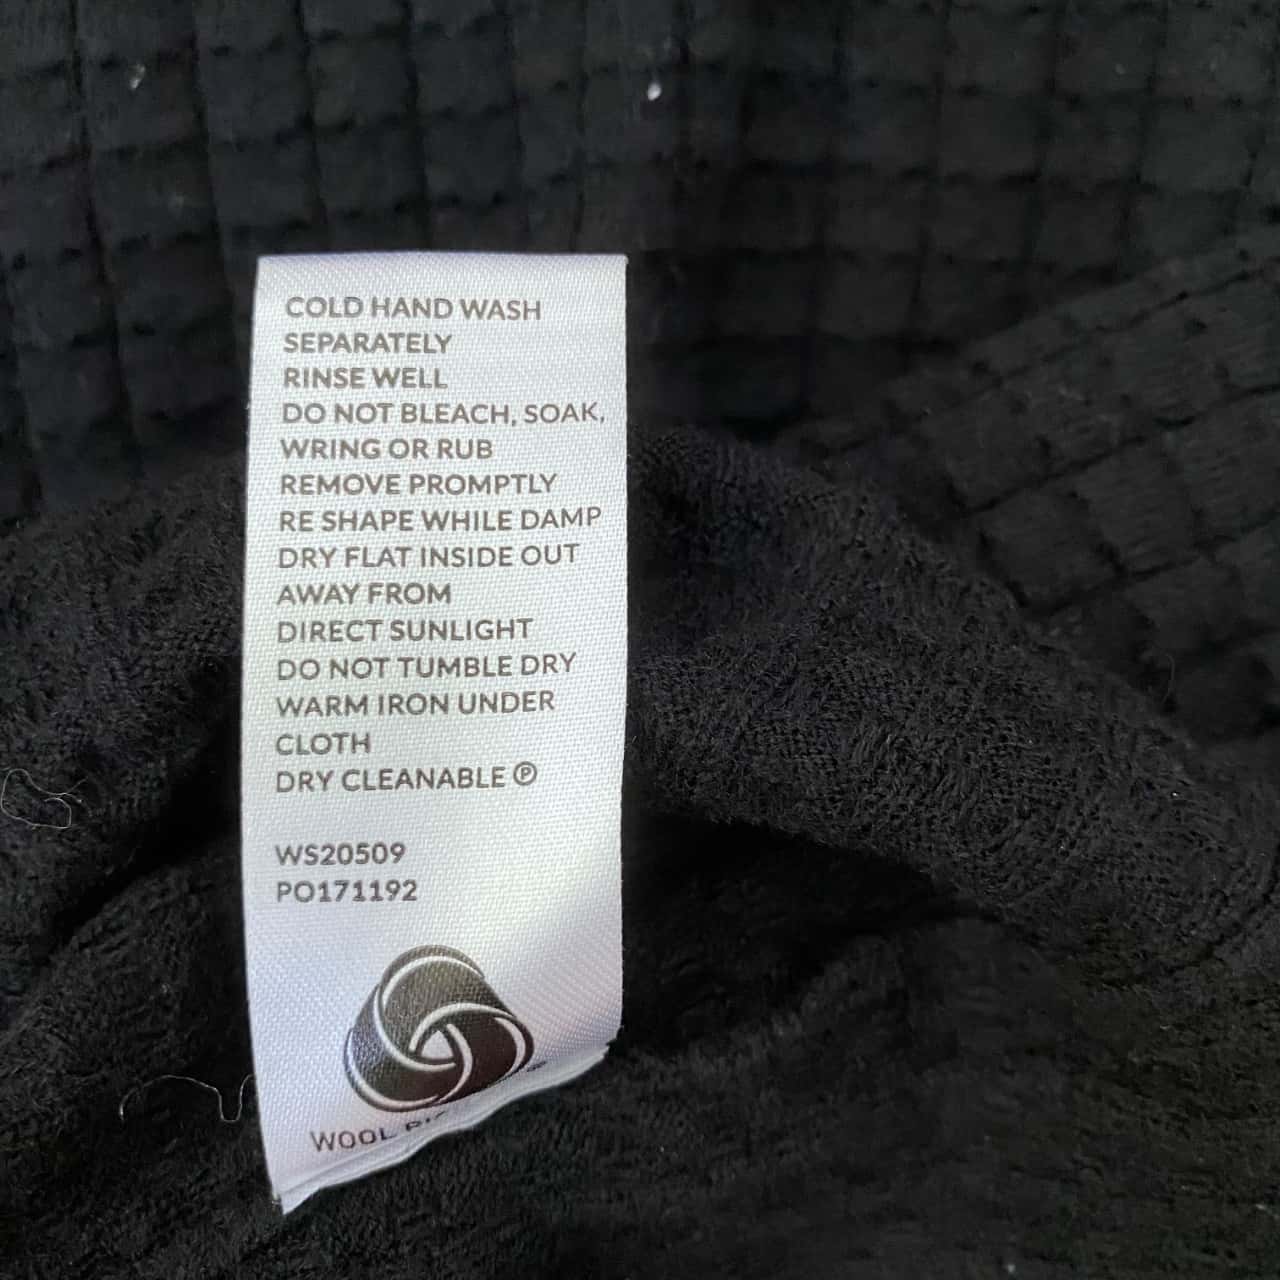 COLD HAND WASH
SEPARATELY
RINSE WELL
DO NOT BLEACH, SOAK,
WRING OR RUB
REMOVE PROMPTLY
RE SHAPE WHILE DAMP
DRY FLAT INSIDE OUT
AWAY FROM
DIRECT SUNLIGHT
DO NOT TUMBLE DRY
WARM IRON UNDER
CLOTH
DRY CLEANABLE Ⓟ
WS20509
PO171192
WOOL